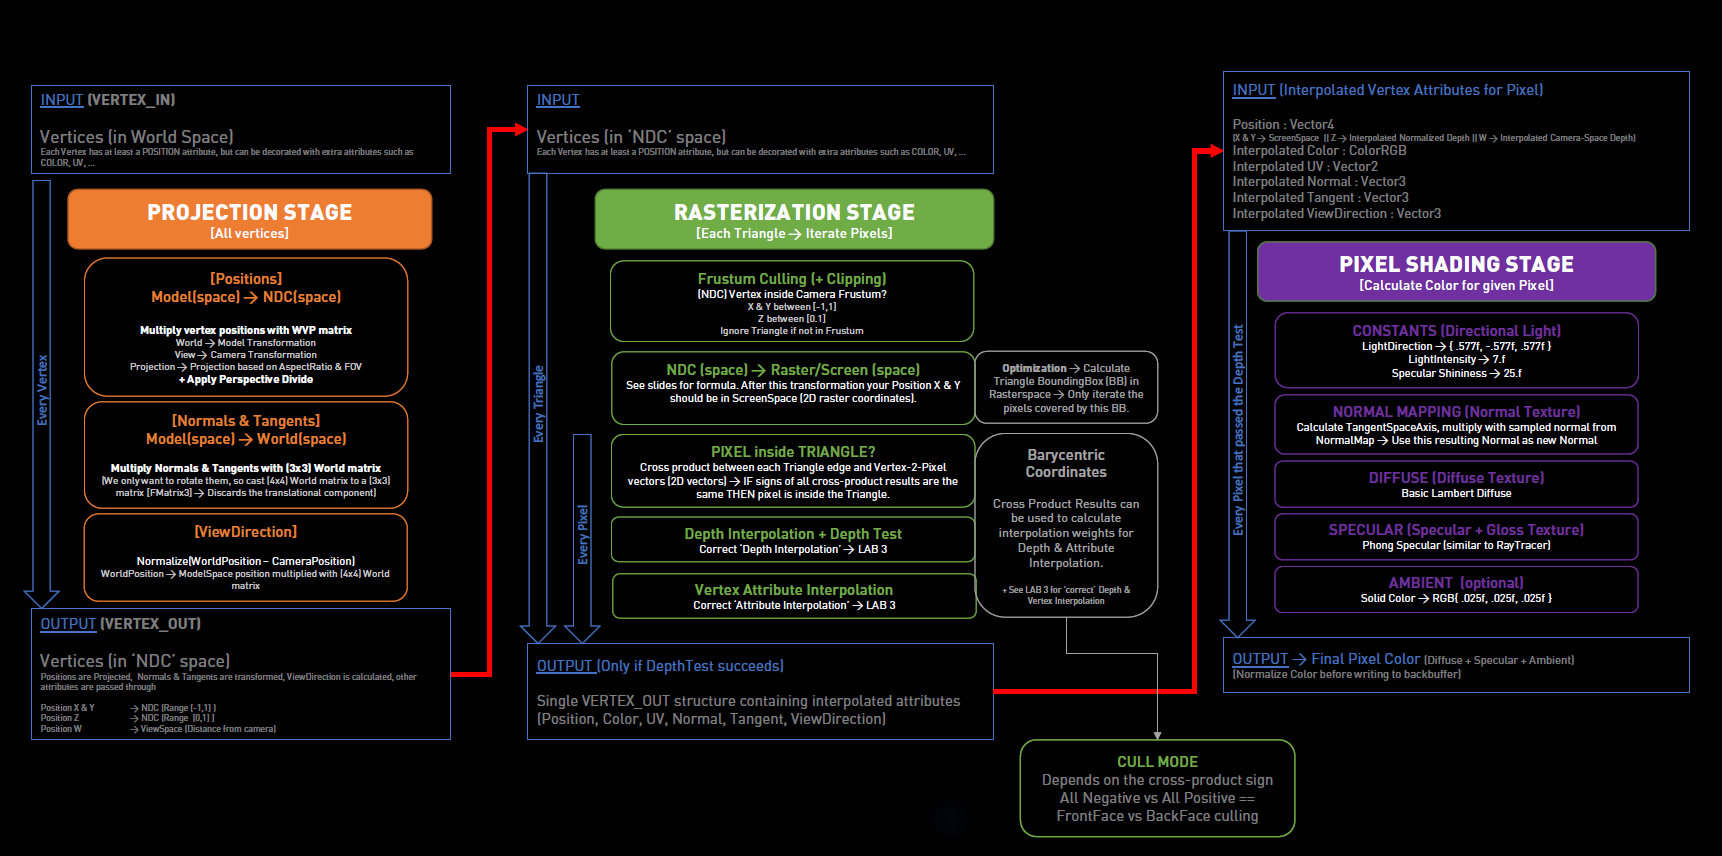 INPUT (VERTEX_IN)
Vertices (in World Space)
Each Vertex has at least a POSITION attribute, but can be decorated with extra attributes such as
COLOR, UV, ...
Every Vertex
PROJECTION STAGE
[All vertices]
[Positions]
Model(space) → NDC(space)
Multiply vertex positions with WVP matrix
World → Model Transformation
View → Camera Transformation
Projection → Projection based on AspectRatio & FOV
+ Apply Perspective Divide
[Normals & Tangents]
Model(space) → World(space)
Multiply Normals & Tangents with (3x3) World matrix
(We only want to rotate them, so cast (4x4) World matrix to a (3x3)
matrix [FMatrix3] → Discards the translational component)
[ViewDirection]
Normalize(WorldPosition – CameraPosition)
WorldPosition → ModelSpace position multiplied with (4x4) World
matrix
OUTPUT (VERTEX_OUT)
Vertices (in ‘NDC’ space)
Positions are Projected, Normals & Tangents are transformed, ViewDirection is calculated, other
attributes are passed through
Position X & Y → NDC (Range [-1,1] )
Position Z → NDC (Range [0,1] )
Position W → ViewSpace (Distance from camera)
INPUT
Vertices (in ‘NDC’ space)
Each Vertex has at least a POSITION attribute, but can be decorated with extra attributes such as COLOR, UV, ...
Every Triangle
RASTERIZATION STAGE
[Each Triangle → Iterate Pixels]
Frustum Culling (+ Clipping)
(NDC) Vertex inside Camera Frustum?
X & Y between [-1,1]
Z between [0.1]
Ignore Triangle if not in Frustum
NDC (space) → Raster/Screen (space)
See slides for formula. After this transformation your Position X & Y
should be in ScreenSpace (2D raster coordinates).
Optimization → Calculate
Triangle BoundingBox (BB) in
Rasterspace → Only iterate the
pixels covered by this BB.
Every Pixel
PIXEL inside TRIANGLE?
Cross product between each Triangle edge and Vertex-2-Pixel
vectors (2D vectors) → IF signs of all cross-product results are the
same THEN pixel is inside the Triangle.
Depth Interpolation + Depth Test
Correct ‘Depth Interpolation’ → LAB 3
Vertex Attribute Interpolation
Correct ‘Attribute Interpolation’ → LAB 3
Barycentric
Coordinates
Cross Product Results can
be used to calculate
interpolation weights for
Depth & Attribute
Interpolation.
+ See LAB 3 for ‘correct’ Depth &
Vertex Interpolation
OUTPUT (Only if DepthTest succeeds)
Single VERTEX_OUT structure containing interpolated attributes
(Position, Color, UV, Normal, Tangent, ViewDirection)
CULL MODE
Depends on the cross-product sign
All Negative vs All Positive ==
FrontFace vs BackFace culling
INPUT (Interpolated Vertex Attributes for Pixel)
Position : Vector4
(X & Y → ScreenSpace || Z → Interpolated Normalized Depth || W → Interpolated Camera-Space Depth)
Interpolated Color : ColorRGB
Interpolated UV : Vector2
Interpolated Normal : Vector3
Interpolated Tangent : Vector3
Interpolated ViewDirection : Vector3
Every Pixel that passed the Depth Test
PIXEL SHADING STAGE
[Calculate Color for given Pixel]
CONSTANTS (Directional Light)
LightDirection → { .577f, -.577f, .577f }
LightIntensity → 7.f
Specular Shininess → 25.f
NORMAL MAPPING (Normal Texture)
Calculate TangentSpaceAxis, multiply with sampled normal from
NormalMap → Use this resulting Normal as new Normal
DIFFUSE (Diffuse Texture)
Basic Lambert Diffuse
SPECULAR (Specular + Gloss Texture)
Phong Specular (similar to RayTracer)
AMBIENT (optional)
Solid Color → RGB{ .025f, .025f, .025f }
OUTPUT → Final Pixel Color (Diffuse + Specular + Ambient)
(Normalize Color before writing to backbuffer)